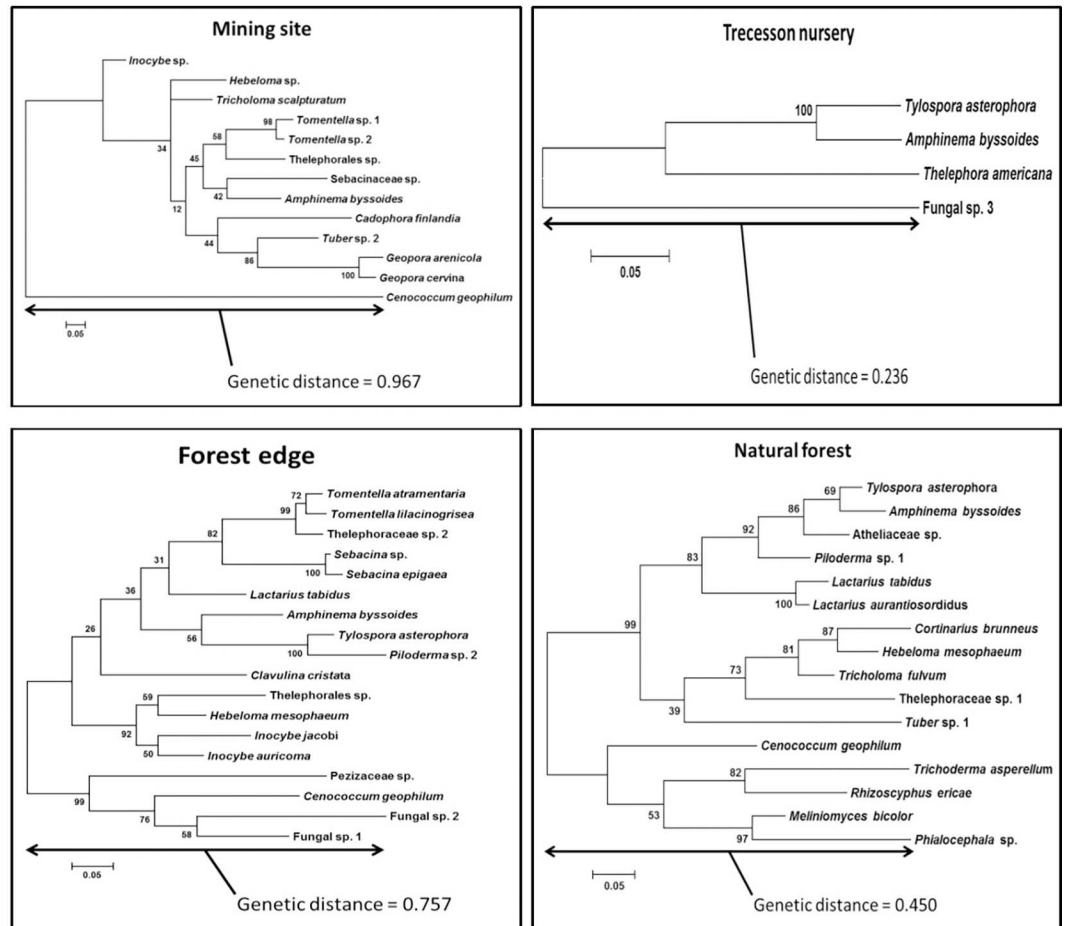 Mining site
Inocybe sp.
Hebeloma sp.
Tricholoma scalpturatum
98
Tomentella sp. 1
58
Tomentella sp. 2
34
45
Thelephorales sp.
Sebacinaceae sp.
42
Amphinema byssoides
12
Cadophora finlandia
44
Tuber sp. 2
86
Geopora arenicola
100
Geopora cervina
Cenococcum geophilum
0.05
Genetic distance = 0.967
Trecesson nursery
100
Tylospora asterophora
Amphinema byssoides
Thelephora americana
Fungal sp. 3
0.05
Genetic distance = 0.236
Forest edge
72
Tomentella atramentaria
99
Tomentella lilacinogrisea
82
Thelephoraceae sp. 2
31
Sebacina sp.
100
Sebacina epigaea
36
Lactarius tabidus
26
Amphinema byssoides
56
Tylospora asterophora
100
Piloderma sp. 2
Clavulina cristata
59
Thelephorales sp.
Hebeloma mesophaeum
92
Inocybe jacobi
50
Inocybe auricoma
Pezizaceae sp.
99
Cenococcum geophilum
76
Fungal sp. 2
58
Fungal sp. 1
0.05
Genetic distance = 0.757
Natural forest
69
Tylospora asterophora
86
Amphinema byssoides
92
Atheliaceae sp.
83
Piloderma sp. 1
Lactarius tabidus
100
Lactarius aurantiosordidus
99
87
Cortinarius brunneus
81
Hebeloma mesophaeum
73
Tricholoma fulvum
Thelephoraceae sp. 1
39
Tuber sp. 1
Cenococcum geophilum
82
Trichoderma asperellum
Rhizoscyphus ericae
53
Meliniomyces bicolor
97
Phialocephala sp.
0.05
Genetic distance = 0.450